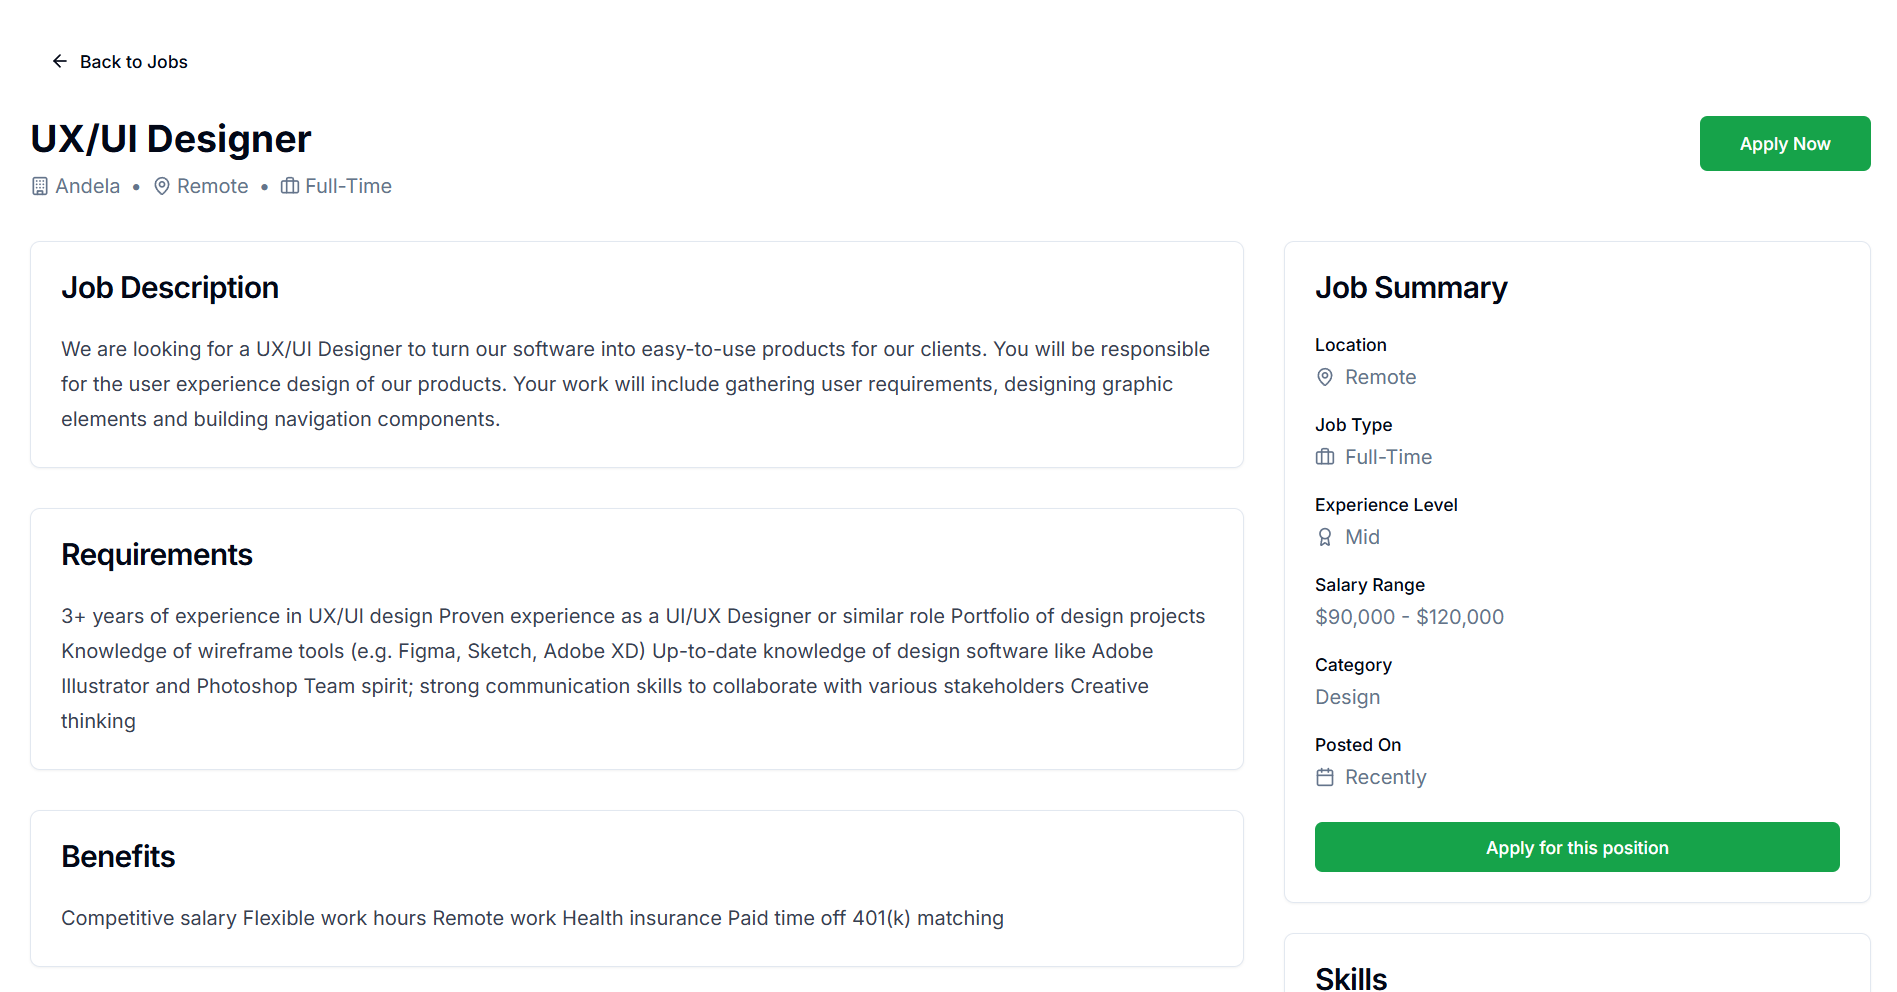 Back to Jobs
UX/UI Designer
Apply Now
Andela • Remote • Full-Time
Job Description
We are looking for a UX/UI Designer to turn our software into easy-to-use products for our clients. You will be responsible
for the user experience design of our products. Your work will include gathering user requirements, designing graphic
elements and building navigation components.
Requirements
3+ years of experience in UX/UI design Proven experience as a UI/UX Designer or similar role Portfolio of design projects
Knowledge of wireframe tools (e.g. Figma, Sketch, Adobe XD) Up-to-date knowledge of design software like Adobe
Illustrator and Photoshop Team spirit; strong communication skills to collaborate with various stakeholders Creative
thinking
Benefits
Competitive salary Flexible work hours Remote work Health insurance Paid time off 401(k) matching
Job Summary
Location
Remote
Job Type
Full-Time
Experience Level
Mid
Salary Range
$90,000 - $120,000
Category
Design
Posted On
Recently
Apply for this position
Skills